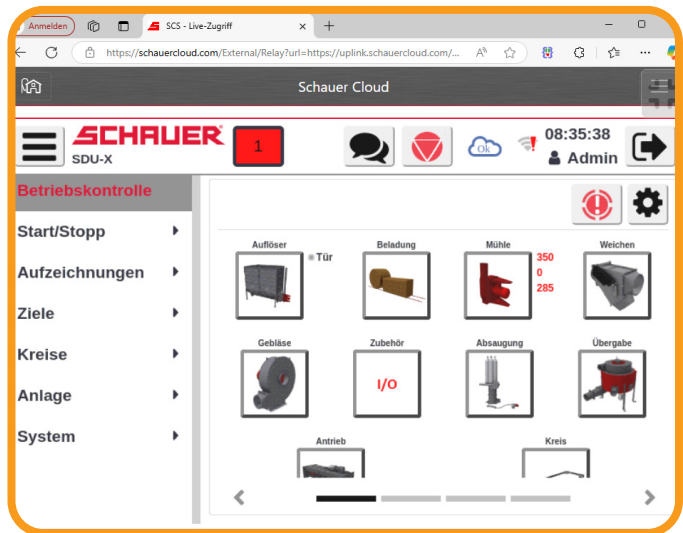 Anmelden
SCS - Live-Zugriff
https://schauercloud.com/External/Relay?url=https://uplink.schauercloud.com/...
Schauer Cloud
SCHAUER
SDU-X
1
Ok
08:35:38
Admin
Betriebskontrolle
Start/Stopp
Aufzeichnungen
Ziele
Kreise
Anlage
System
Auflöser
Tür
Beladung
Mühle
350
0
285
Weichen
Gebläse
Zubehör
I/O
Absaugung
Übergabe
Antrieb
Kreis